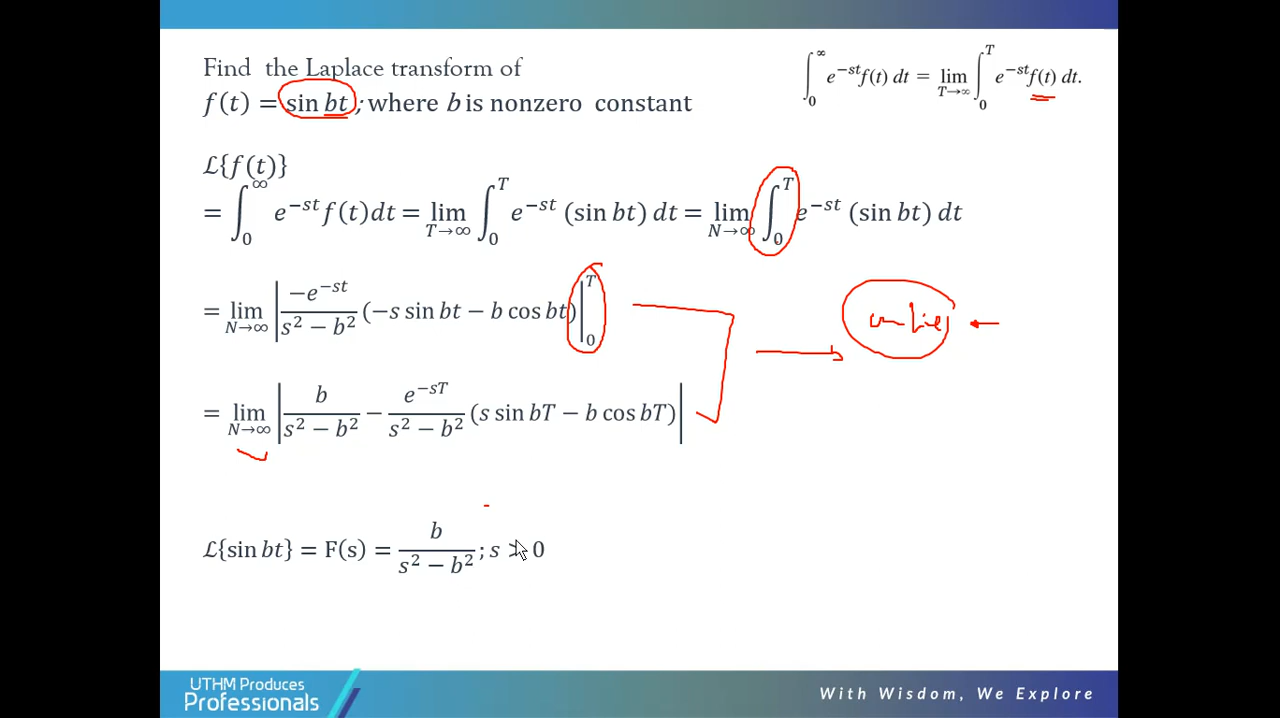 Find the Laplace transform of
f(t) = sin bt ; where b is nonzero constant
∫₀^∞ e^{−st} f(t) dt = lim_{T→∞} ∫₀^T e^{−st} f(t) dt.
ℒ{f(t)}
= ∫₀^∞ e^{−st} f(t)dt = lim_{T→∞} ∫₀^T e^{−st} (sin bt) dt = lim_{N→∞} ∫₀^T e^{−st} (sin bt) dt
= lim_{N→∞} | −e^{−st} / (s² − b²) (−s sin bt − b cos bt) |₀^T
= lim_{N→∞} | b / (s² − b²) − e^{−sT} / (s² − b²) (s sin bT − b cos bT) |
ℒ{sin bt} = F(s) = b / (s² − b²) ; s > 0
UTHM Produces
Professionals
With Wisdom, We Explore